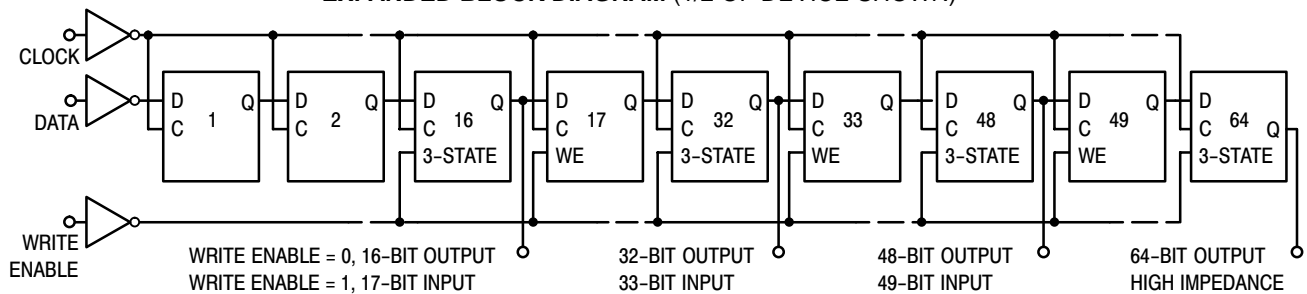 EXPANDED BLOCK DIAGRAM (1/2 OF DEVICE SHOWN)
CLOCK
DATA
D Q C 1
D Q C 2
D Q C 16 3-STATE
D Q C 17 WE
D Q C 32 3-STATE
D Q C 33 WE
D Q C 48 3-STATE
D Q C 49 WE
D C Q 64 3-STATE
WRITE
ENABLE
WRITE ENABLE = 0, 16-BIT OUTPUT
WRITE ENABLE = 1, 17-BIT INPUT
32-BIT OUTPUT
33-BIT INPUT
48-BIT OUTPUT
49-BIT INPUT
64-BIT OUTPUT
HIGH IMPEDANCE